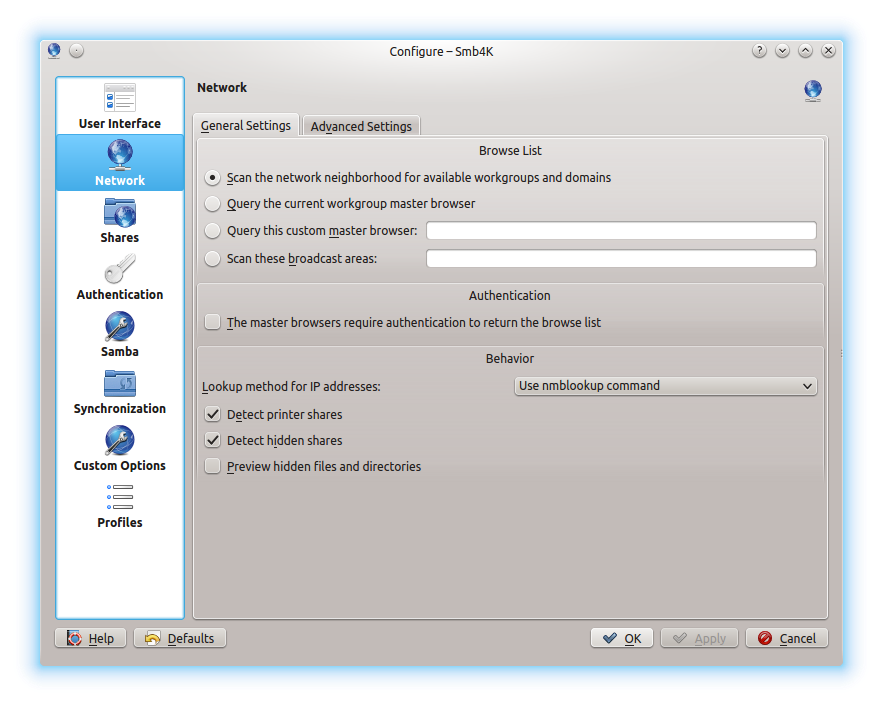 Configure – Smb4K
User Interface
Network
Shares
Authentication
Samba
Synchronization
Custom Options
Profiles
Network
General Settings
Advanced Settings
Browse List
Scan the network neighborhood for available workgroups and domains
Query the current workgroup master browser
Query this custom master browser:
Scan these broadcast areas:
Authentication
The master browsers require authentication to return the browse list
Behavior
Lookup method for IP addresses:
Use nmblookup command
Detect printer shares
Detect hidden shares
Preview hidden files and directories
Help
Defaults
OK
Apply
Cancel